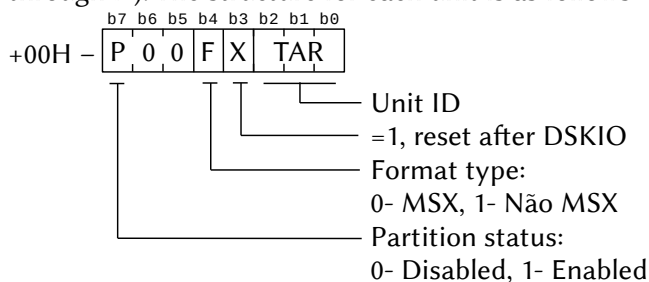 b7 b6 b5 b4 b3 b2 b1 b0
+00H – P 0 0 F X TAR
Unit ID
=1, reset after DSKIO
Format type:
0- MSX, 1- Não MSX
Partition status:
0- Disabled, 1- Enabled